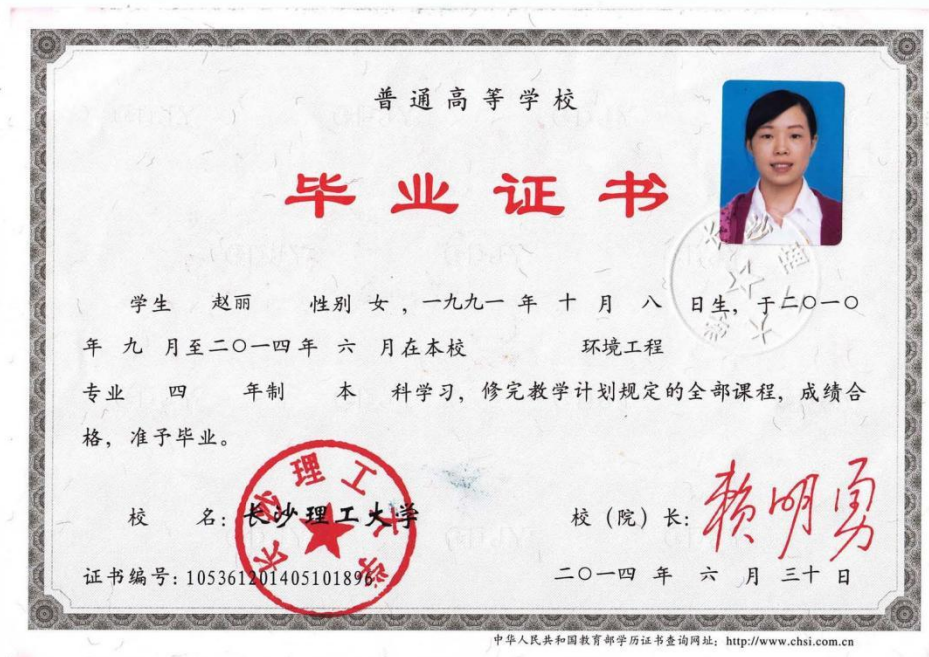 普通高等学校
毕业证书
学生 赵丽 性别 女，一九九一 年 十 月 八 日生，于二〇一〇
年 九 月至二〇一四年 六 月在本校 环境工程
专业 四 年制 本 科学习，修完教学计划规定的全部课程，成绩合
格，准予毕业。
校 名：长沙理工大学
校（院）长：赖明勇
长沙理工大学
证书编号：105361201405101896
二〇一四 年 六 月 三十 日
中华人民共和国教育部学历证书查询网址：http://www.chsi.com.cn